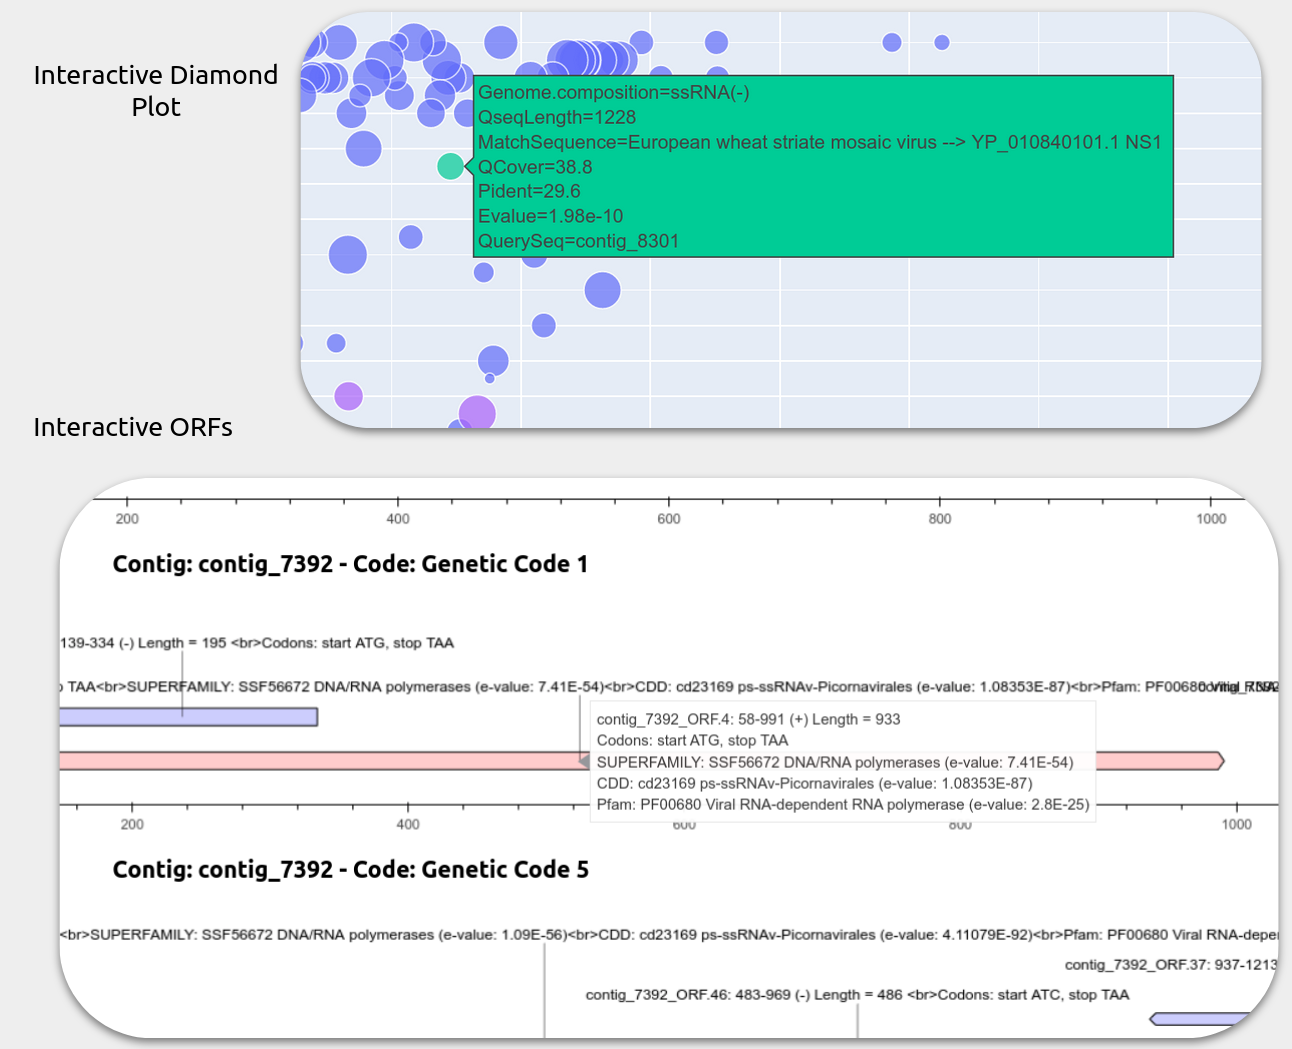 Interactive Diamond
Plot
Genome.composition=ssRNA(-)
QseqLength=1228
MatchSequence=European wheat striate mosaic virus --> YP_010840101.1 NS1
QCover=38.8
Pident=29.6
Evalue=1.98e-10
QuerySeq=contig_8301
Interactive ORFs
200 400 600 800 1000
Contig: contig_7392 - Code: Genetic Code 1
139-334 (-) Length = 195 <br>Codons: start ATG, stop TAA
TAA<br>SUPERFAMILY: SSF56672 DNA/RNA polymerases (e-value: 7.41E-54)<br>CDD: cd23169 ps-ssRNAv-Picornavirales (e-value: 1.08353E-87)<br>Pfam: PF00680
contig_7392_ORF.4: 58-991 (+) Length = 933
Codons: start ATG, stop TAA
SUPERFAMILY: SSF56672 DNA/RNA polymerases (e-value: 7.41E-54)
CDD: cd23169 ps-ssRNAv-Picornavirales (e-value: 1.08353E-87)
Pfam: PF00680 Viral RNA-dependent RNA polymerase (e-value: 2.8E-25)
200 400 600 800 1000
Contig: contig_7392 - Code: Genetic Code 5
<br>SUPERFAMILY: SSF56672 DNA/RNA polymerases (e-value: 1.09E-56)<br>CDD: cd23169 ps-ssRNAv-Picornavirales (e-value: 4.11079E-92)<br>Pfam: PF00680 Viral RNA-depe
contig_7392_ORF.37: 937-1213
contig_7392_ORF.46: 483-969 (-) Length = 486 <br>Codons: start ATC, stop TAA